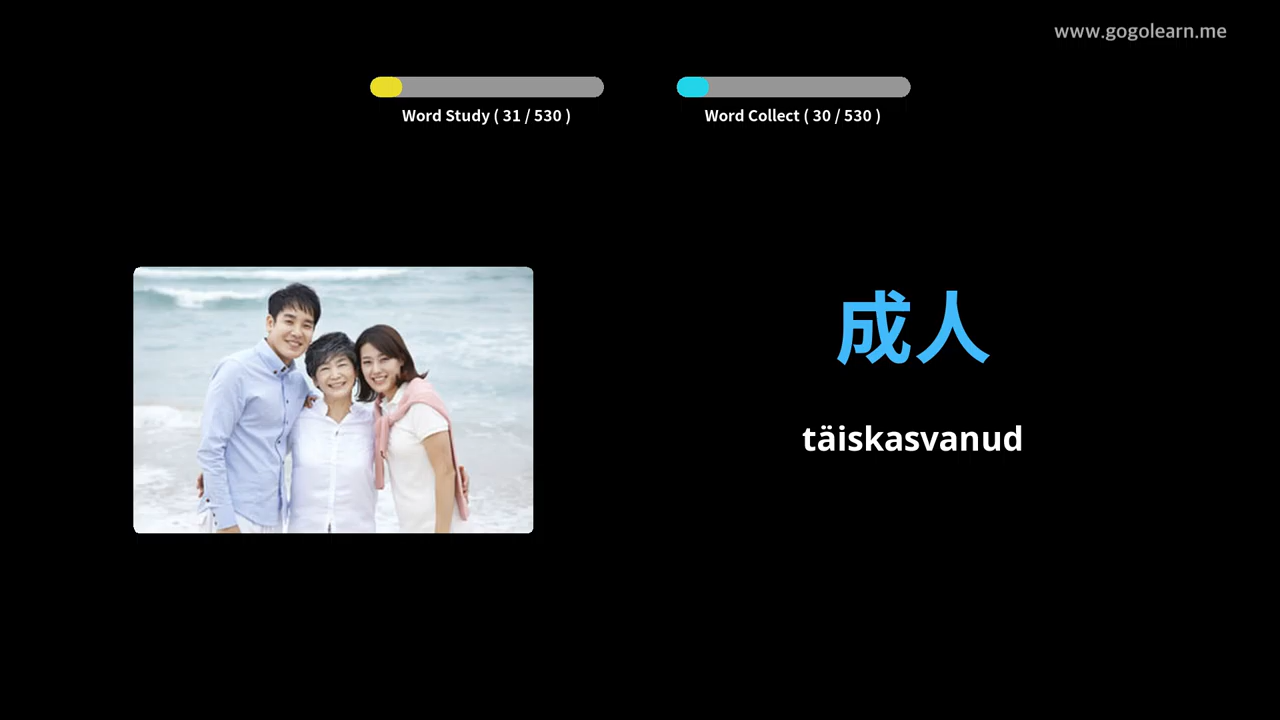 www.gogolearn.me
Word Study ( 31 / 530 )
Word Collect ( 30 / 530 )
成人
täiskasvanud